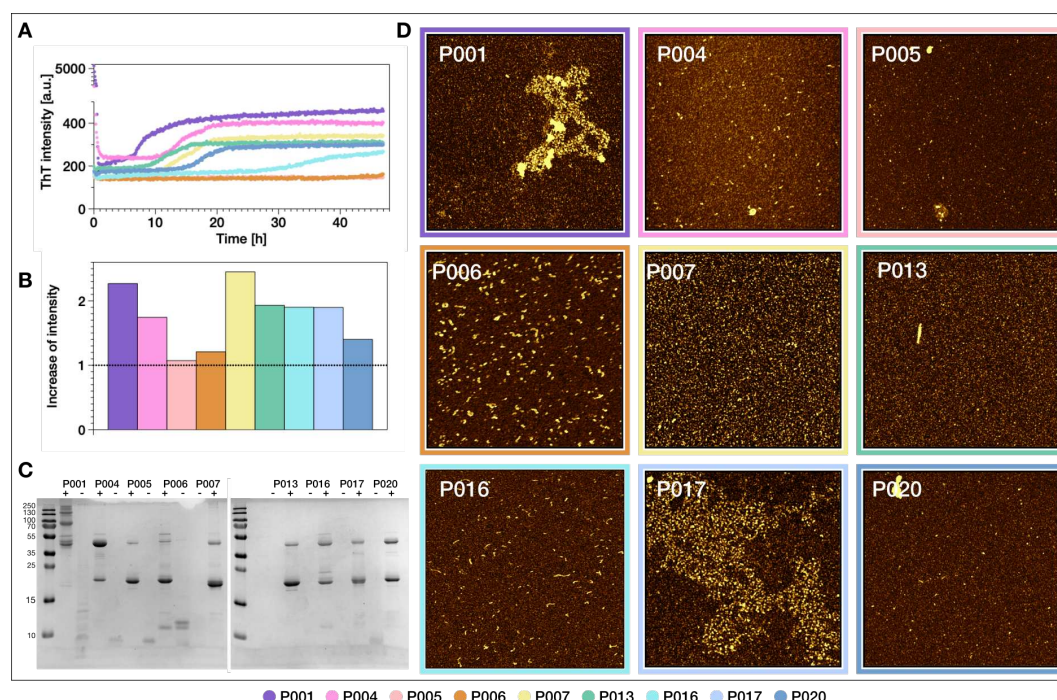 A
ThT intensity [a.u.]
5000
400
200
0
0 10 20 30 40
Time [h]
B
Increase of intensity
2
1
0
C
P001 P004 P005 P006 P007 P013 P016 P017 P020
+ - + - + - + - + - + - + - + - +
250
130
100
70
55
35
25
15
10
D
P001
P004
P005
P006
P007
P013
P016
P017
P020
P001 P004 P005 P006 P007 P013 P016 P017 P020